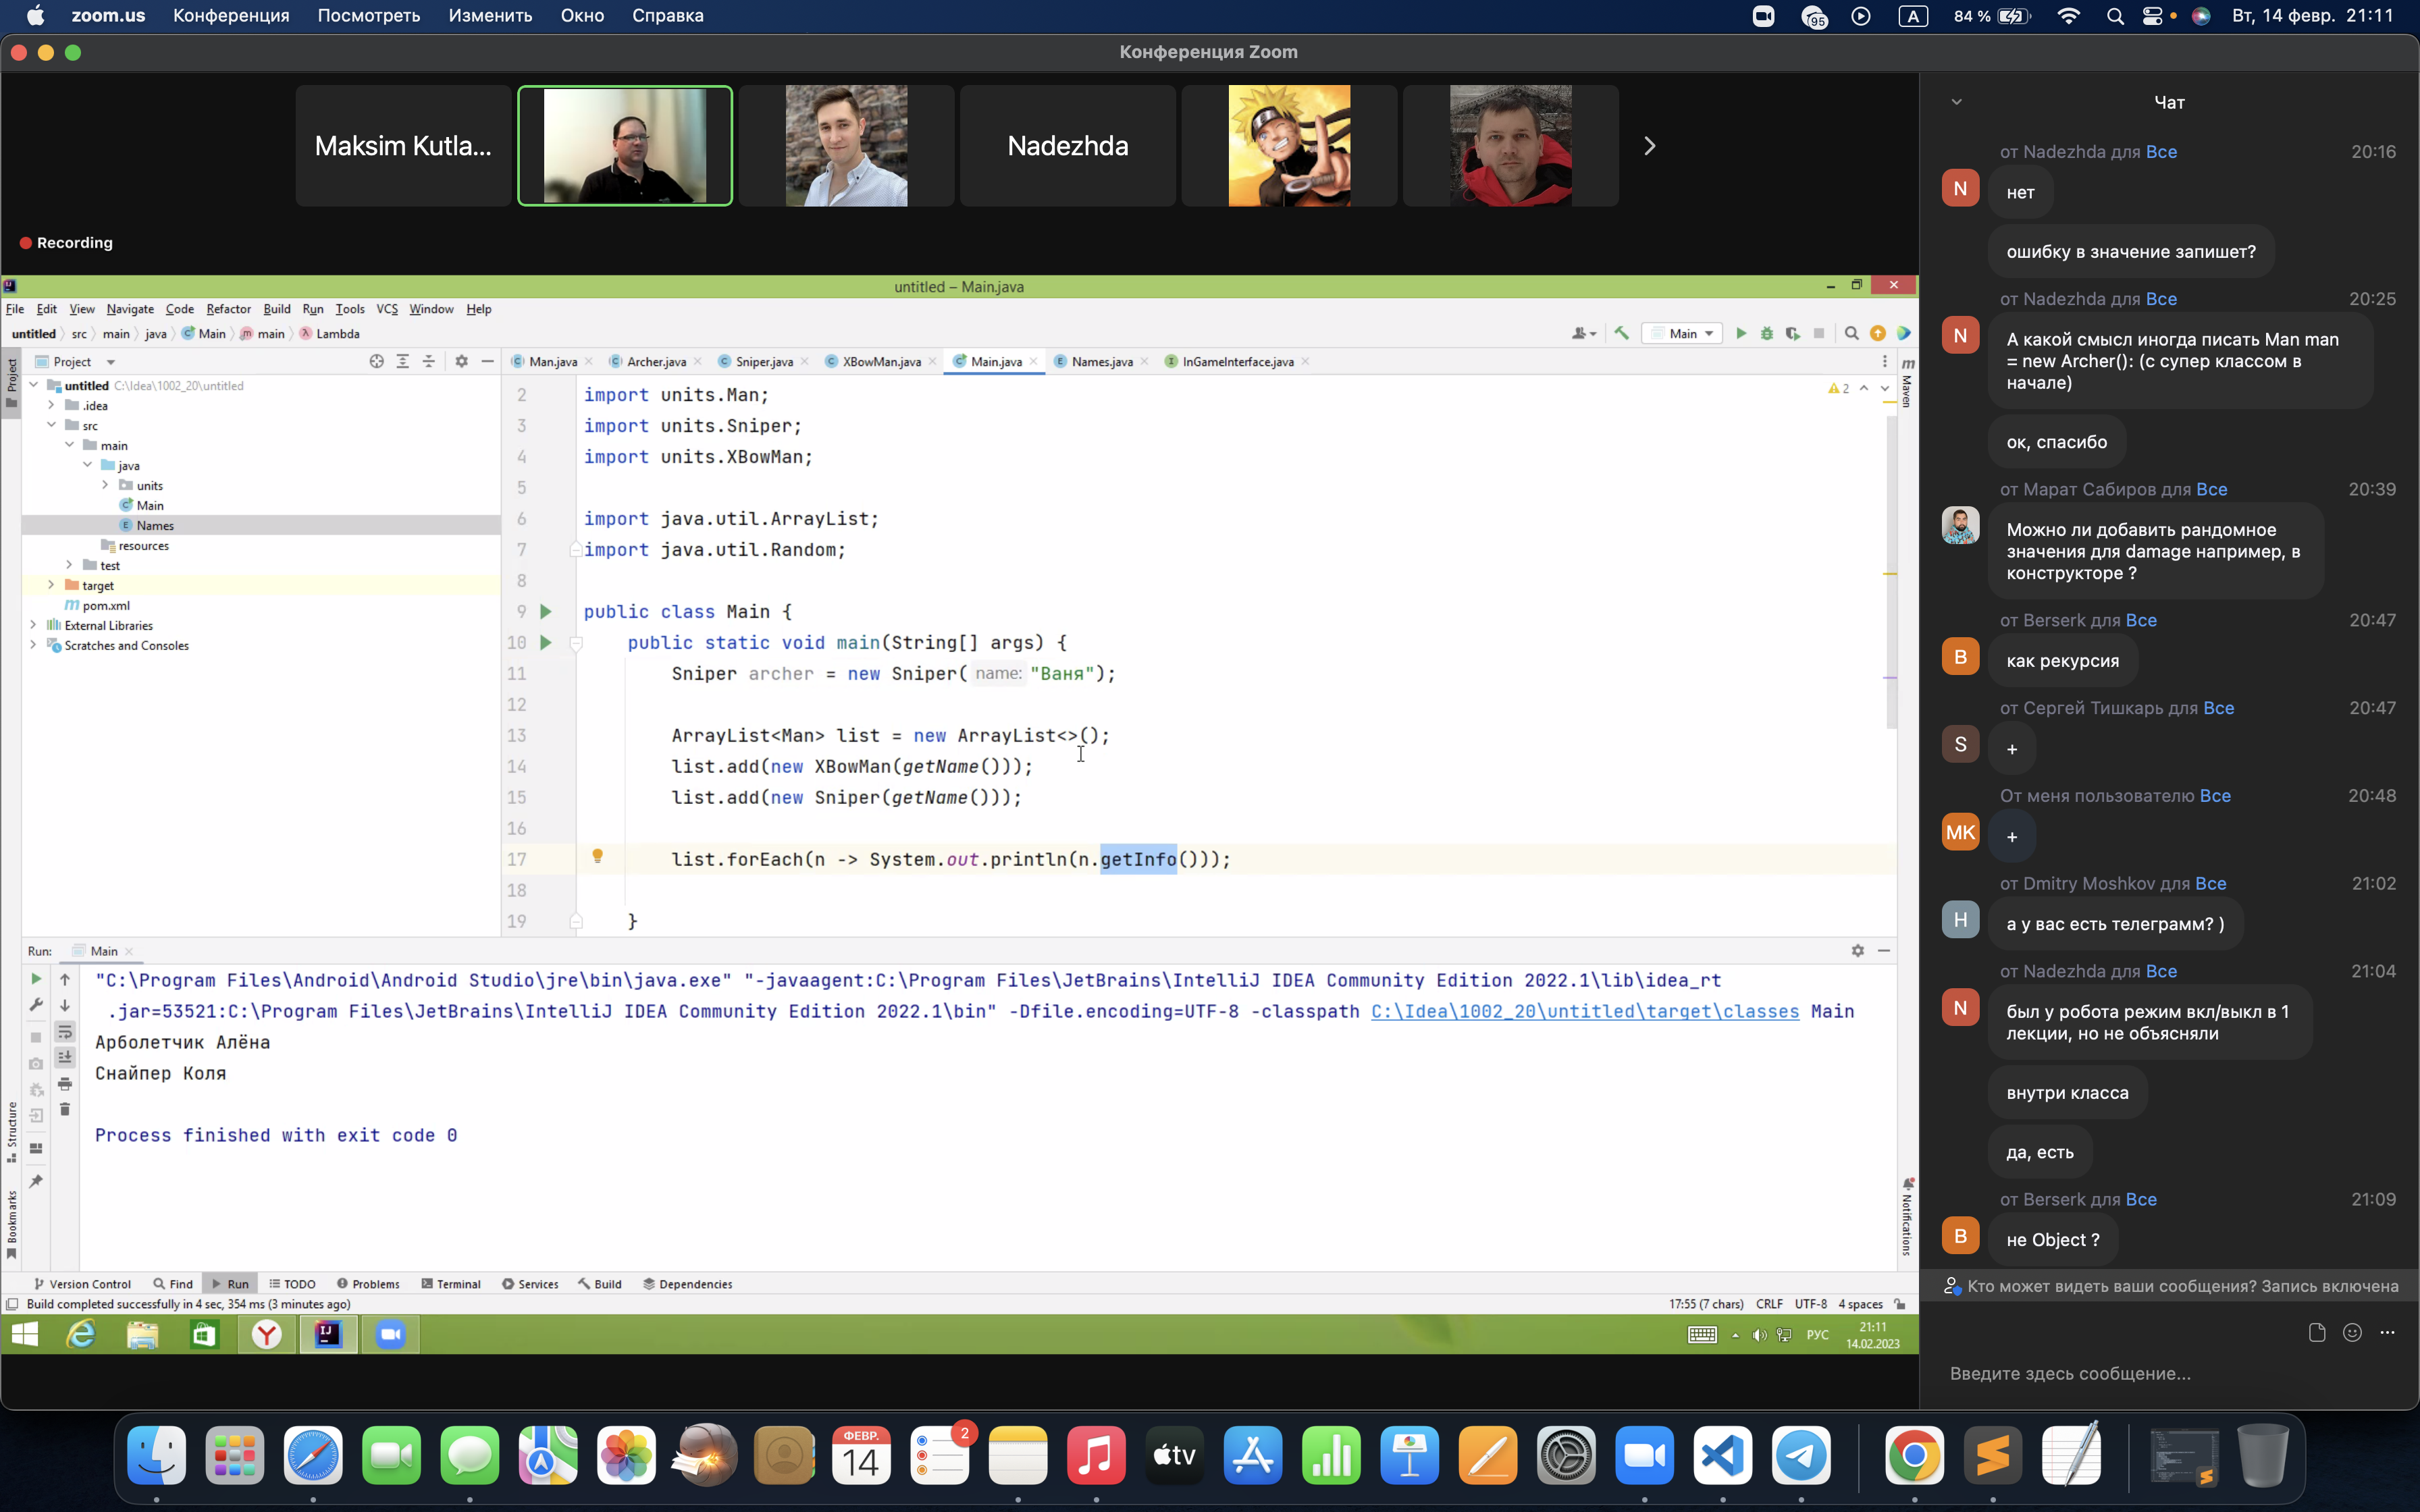 zoom.us Конференция Посмотреть Изменить Окно Справка
95 A 84 % Вт, 14 февр. 21:11
Конференция Zoom
Maksim Kutla...
Nadezhda
Recording
untitled – Main.java
File Edit View Navigate Code Refactor Build Run Tools VCS Window Help
untitled src main java Main main Lambda
Main
Project
Man.java Archer.java Sniper.java XBowMan.java Main.java Names.java InGameInterface.java
Project
untitled C:\Idea\1002_20\untitled
.idea
src
main
java
units
Main
Names
resources
test
target
pom.xml
External Libraries
Scratches and Consoles
2
Maven
2 import units.Man;
3 import units.Sniper;
4 import units.XBowMan;
5
6 import java.util.ArrayList;
7 import java.util.Random;
8
9 public class Main {
10 public static void main(String[] args) {
11 Sniper archer = new Sniper( name: "Ваня");
12
13 ArrayList<Man> list = new ArrayList<>();
14 list.add(new XBowMan(getName()));
15 list.add(new Sniper(getName()));
16
17 list.forEach(n -> System.out.println(n.getInfo()));
18
19 }
Run: Main
"C:\Program Files\Android\Android Studio\jre\bin\java.exe" "-javaagent:C:\Program Files\JetBrains\IntelliJ IDEA Community Edition 2022.1\lib\idea_rt
.jar=53521:C:\Program Files\JetBrains\IntelliJ IDEA Community Edition 2022.1\bin" -Dfile.encoding=UTF-8 -classpath C:\Idea\1002_20\untitled\target\classes Main
Арболетчик Алёна
Снайпер Коля
Process finished with exit code 0
Structure
Bookmarks
Notifications
Version Control Find Run TODO Problems Terminal Services Build Dependencies
Build completed successfully in 4 sec, 354 ms (3 minutes ago)
17:55 (7 chars) CRLF UTF-8 4 spaces
РУС
21:11
14.02.2023
Чат
от Nadezhda для Все 20:16
N
нет
ошибку в значение запишет?
от Nadezhda для Все 20:25
N
А какой смысл иногда писать Man man
= new Archer(): (с супер классом в
начале)
ок, спасибо
от Марат Сабиров для Все 20:39
Можно ли добавить рандомное
значения для damage например, в
конструкторе ?
от Berserk для Все 20:47
B
как рекурсия
от Сергей Тишкарь для Все 20:47
S
+
От меня пользователю Все 20:48
MK
+
от Dmitry Moshkov для Все 21:02
H
а у вас есть телеграмм? )
от Nadezhda для Все 21:04
N
был у робота режим вкл/выкл в 1
лекции, но не объясняли
внутри класса
да, есть
от Berserk для Все 21:09
B
не Object ?
Кто может видеть ваши сообщения? Запись включена
Введите здесь сообщение...
ФЕВР.
14
2
tv